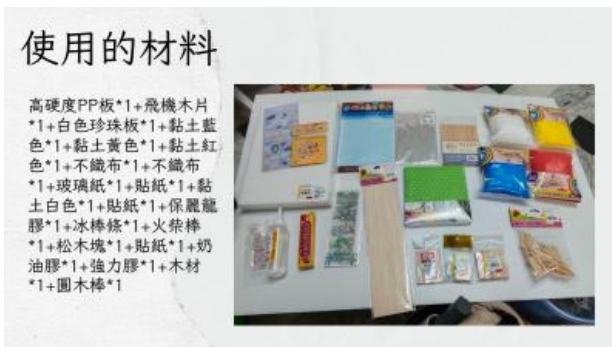 使用的材料
高硬度PP板*1+飛機木片
*1+白色珍珠板*1+黏土藍
色*1+黏土黃色*1+黏土紅
色*1+不織布*1+不織布
*1+玻璃紙*1+貼紙*1+黏
土白色*1+貼紙*1+保麗龍
膠*1+冰棒條*1+火柴棒
*1+松木塊*1+貼紙*1+奶
油膠*1+強力膠*1+木材
*1+圓木棒*1